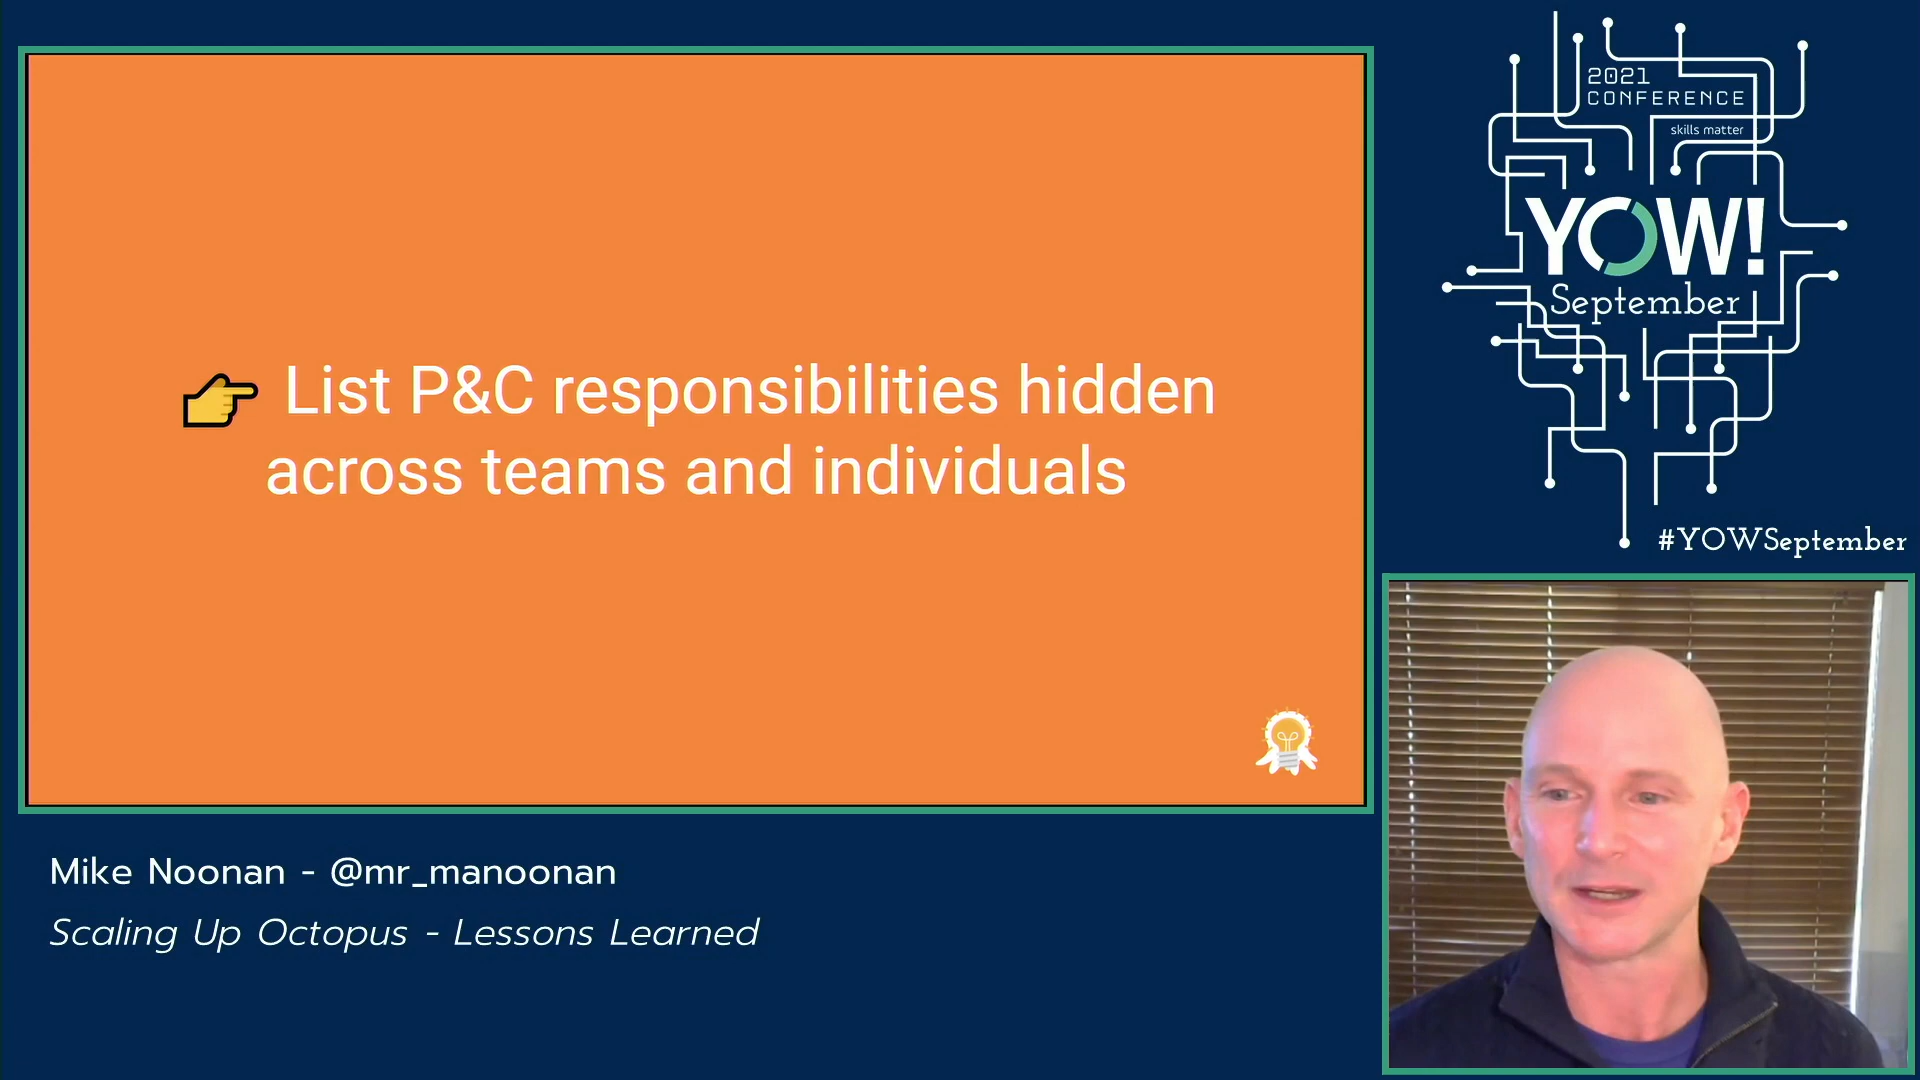 👉 List P&C responsibilities hidden
across teams and individuals
2021
CONFERENCE
skills matter
YOW!
September
#YOWSeptember
Mike Noonan - @mr_manoonan
Scaling Up Octopus - Lessons Learned